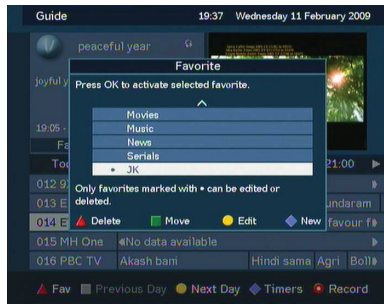 Guide 19:37 Wednesday 11 February 2009
peaceful year
joyful y
Favorite
Press OK to activate selected favorite.
Movies
Music
News
Serials
• JK
Only favorites marked with • can be edited or
deleted.
Delete Move Edit New
19:05 -
Fa
Tod 21:00
012 9
013 E undaram
014 E favour f
015 MH One No data available
016 PBC TV Akash bani Hindi sama Agri Boll
Fav Previous Day Next Day Timers Record